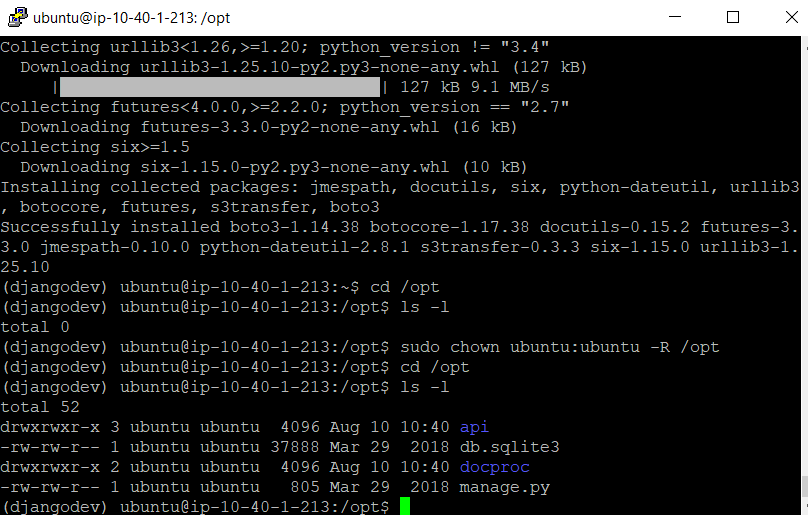 ubuntu@ip-10-40-1-213: /opt
Collecting urllib3<1.26,>=1.20; python_version != "3.4"
  Downloading urllib3-1.25.10-py2.py3-none-any.whl (127 kB)
     |                                | 127 kB 9.1 MB/s
Collecting futures<4.0.0,>=2.2.0; python_version == "2.7"
  Downloading futures-3.3.0-py2-none-any.whl (16 kB)
Collecting six>=1.5
  Downloading six-1.15.0-py2.py3-none-any.whl (10 kB)
Installing collected packages: jmespath, docutils, six, python-dateutil, urllib3
, botocore, futures, s3transfer, boto3
Successfully installed boto3-1.14.38 botocore-1.17.38 docutils-0.15.2 futures-3.
3.0 jmespath-0.10.0 python-dateutil-2.8.1 s3transfer-0.3.3 six-1.15.0 urllib3-1.
25.10
(djangodev) ubuntu@ip-10-40-1-213:~$ cd /opt
(djangodev) ubuntu@ip-10-40-1-213:/opt$ ls -l
total 0
(djangodev) ubuntu@ip-10-40-1-213:/opt$ sudo chown ubuntu:ubuntu -R /opt
(djangodev) ubuntu@ip-10-40-1-213:/opt$ cd /opt
(djangodev) ubuntu@ip-10-40-1-213:/opt$ ls -l
total 52
drwxrwxr-x 3 ubuntu ubuntu  4096 Aug 10 10:40 api
-rw-rw-r-- 1 ubuntu ubuntu 37888 Mar 29  2018 db.sqlite3
drwxrwxr-x 2 ubuntu ubuntu  4096 Aug 10 10:40 docproc
-rw-rw-r-- 1 ubuntu ubuntu   805 Mar 29  2018 manage.py
(djangodev) ubuntu@ip-10-40-1-213:/opt$